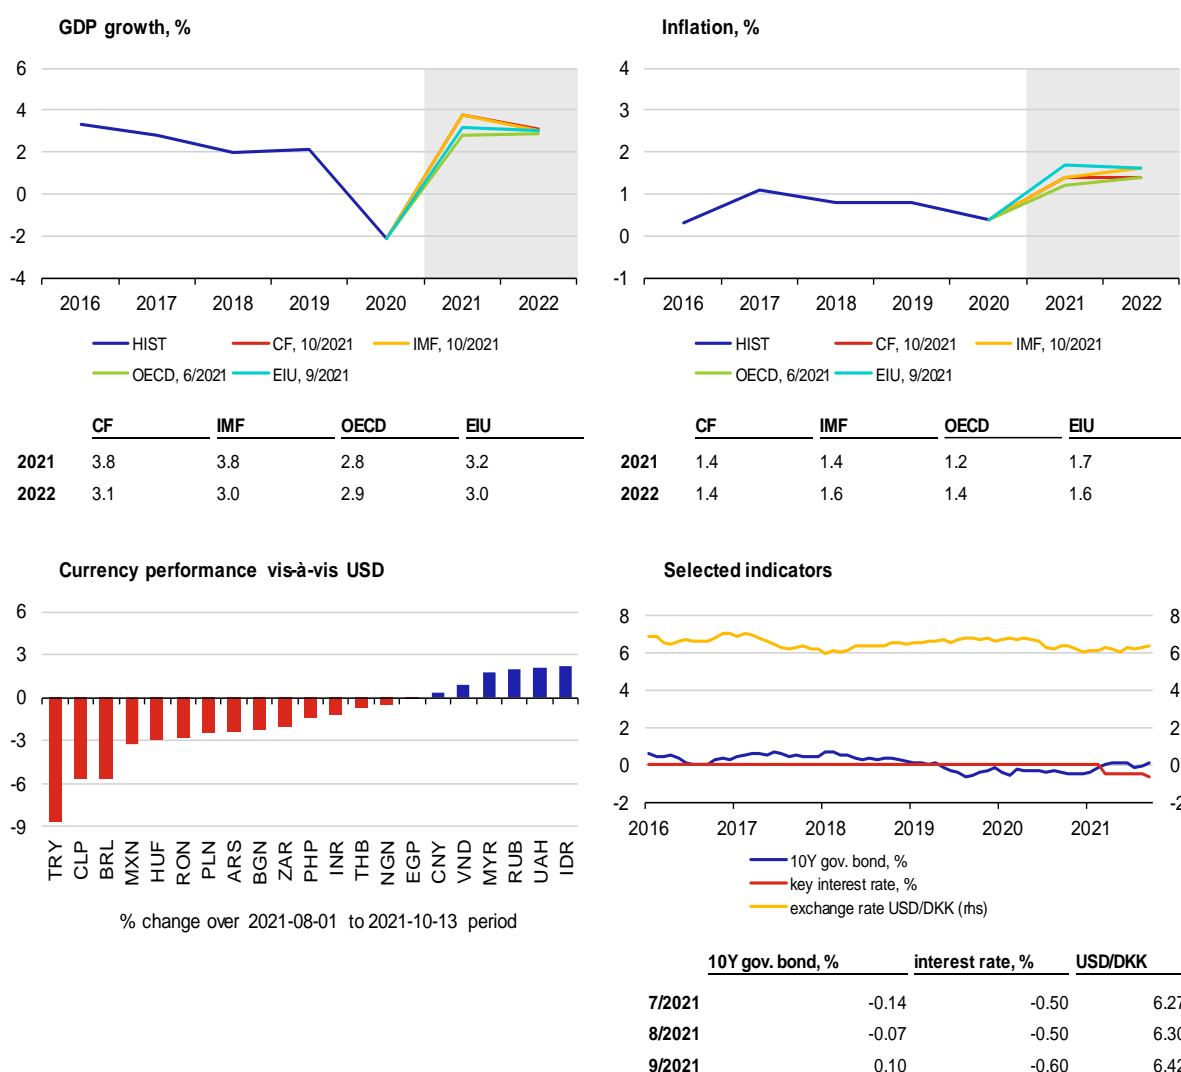 GDP growth, %
6
4
2
0
-2
-4
2016 2017 2018 2019 2020 2021 2022
HIST CF, 10/2021 IMF, 10/2021
OECD, 6/2021 EIU, 9/2021
CF IMF OECD EIU
2021 3.8 3.8 2.8 3.2
2022 3.1 3.0 2.9 3.0
Inflation, %
4
3
2
1
0
-1
2016 2017 2018 2019 2020 2021 2022
HIST CF, 10/2021 IMF, 10/2021
OECD, 6/2021 EIU, 9/2021
CF IMF OECD EIU
2021 1.4 1.4 1.2 1.7
2022 1.4 1.6 1.4 1.6
Currency performance vis-à-vis USD
6
3
0
-3
-6
-9
TRY CLP BRL MXN HUF RON PLN ARS BGN ZAR PHP INR THB NGN EGP CNY VND MYR RUB UAH IDR
% change over 2021-08-01 to 2021-10-13 period
Selected indicators
8 8
6 6
4 4
2 2
0 0
-2 -2
2016 2017 2018 2019 2020 2021
10Y gov. bond, %
key interest rate, %
exchange rate USD/DKK (rhs)
10Y gov. bond, % interest rate, % USD/DKK
7/2021 -0.14 -0.50 6.27
8/2021 -0.07 -0.50 6.30
9/2021 0.10 -0.60 6.42